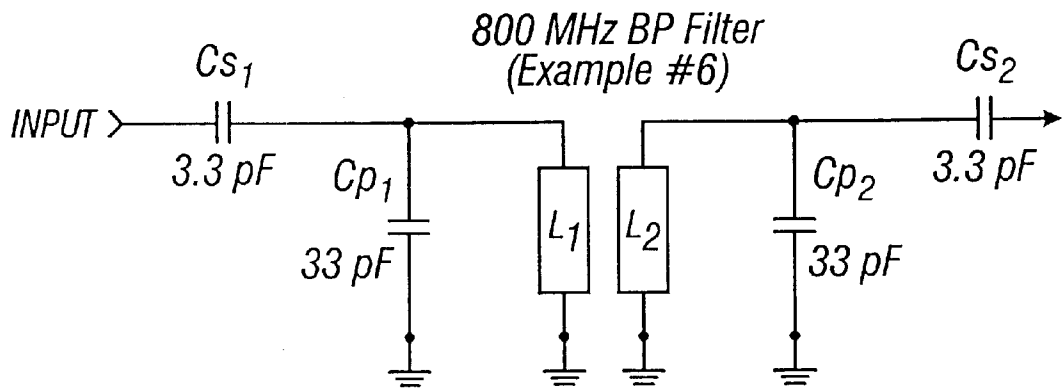 800 MHz BP Filter
(Example #6)
Cs₁
Cs₂
INPUT
3.3 pF
Cp₁
L₁
L₂
Cp₂
3.3 pF
33 pF
33 pF